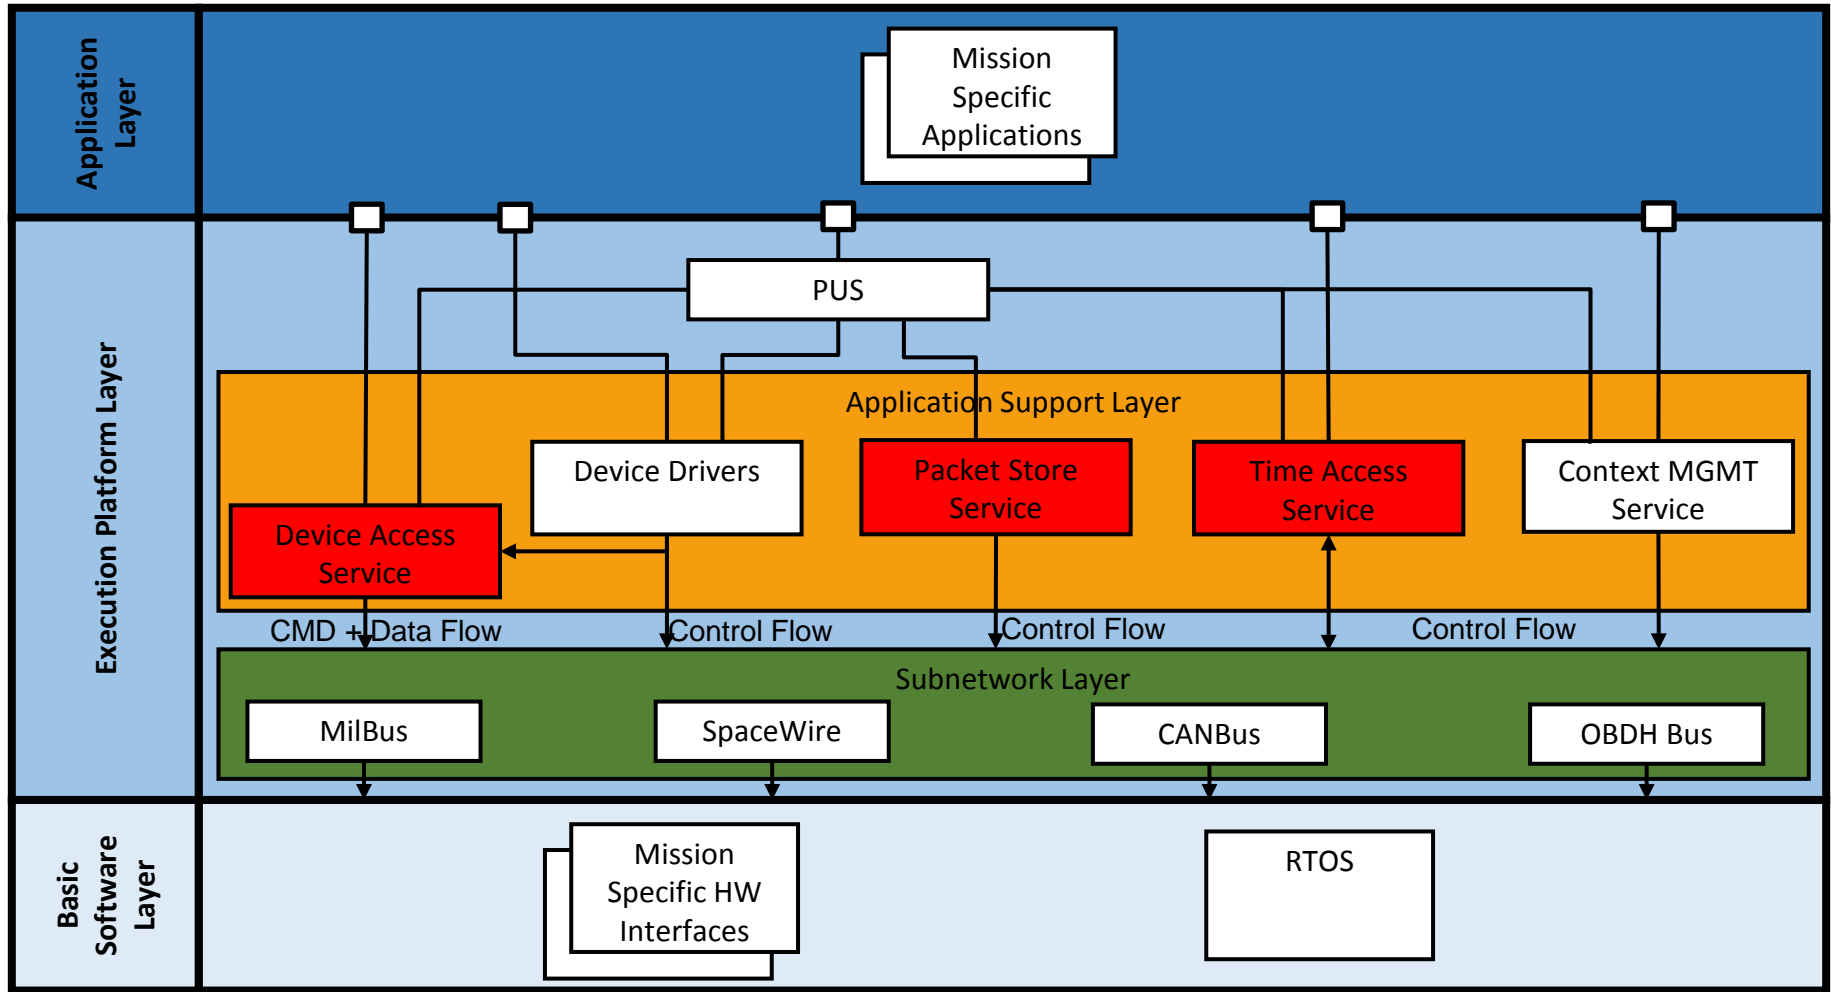 Application
Layer
Mission
Specific
Applications
Execution Platform Layer
PUS
Application Support Layer
Device Drivers
Packet Store
Service
Time Access
Service
Context MGMT
Service
Device Access
Service
CMD + Data Flow
Control Flow
Control Flow
Control Flow
Subnetwork Layer
MilBus
SpaceWire
CANBus
OBDH Bus
Basic
Software
Layer
Mission
Specific HW
Interfaces
RTOS